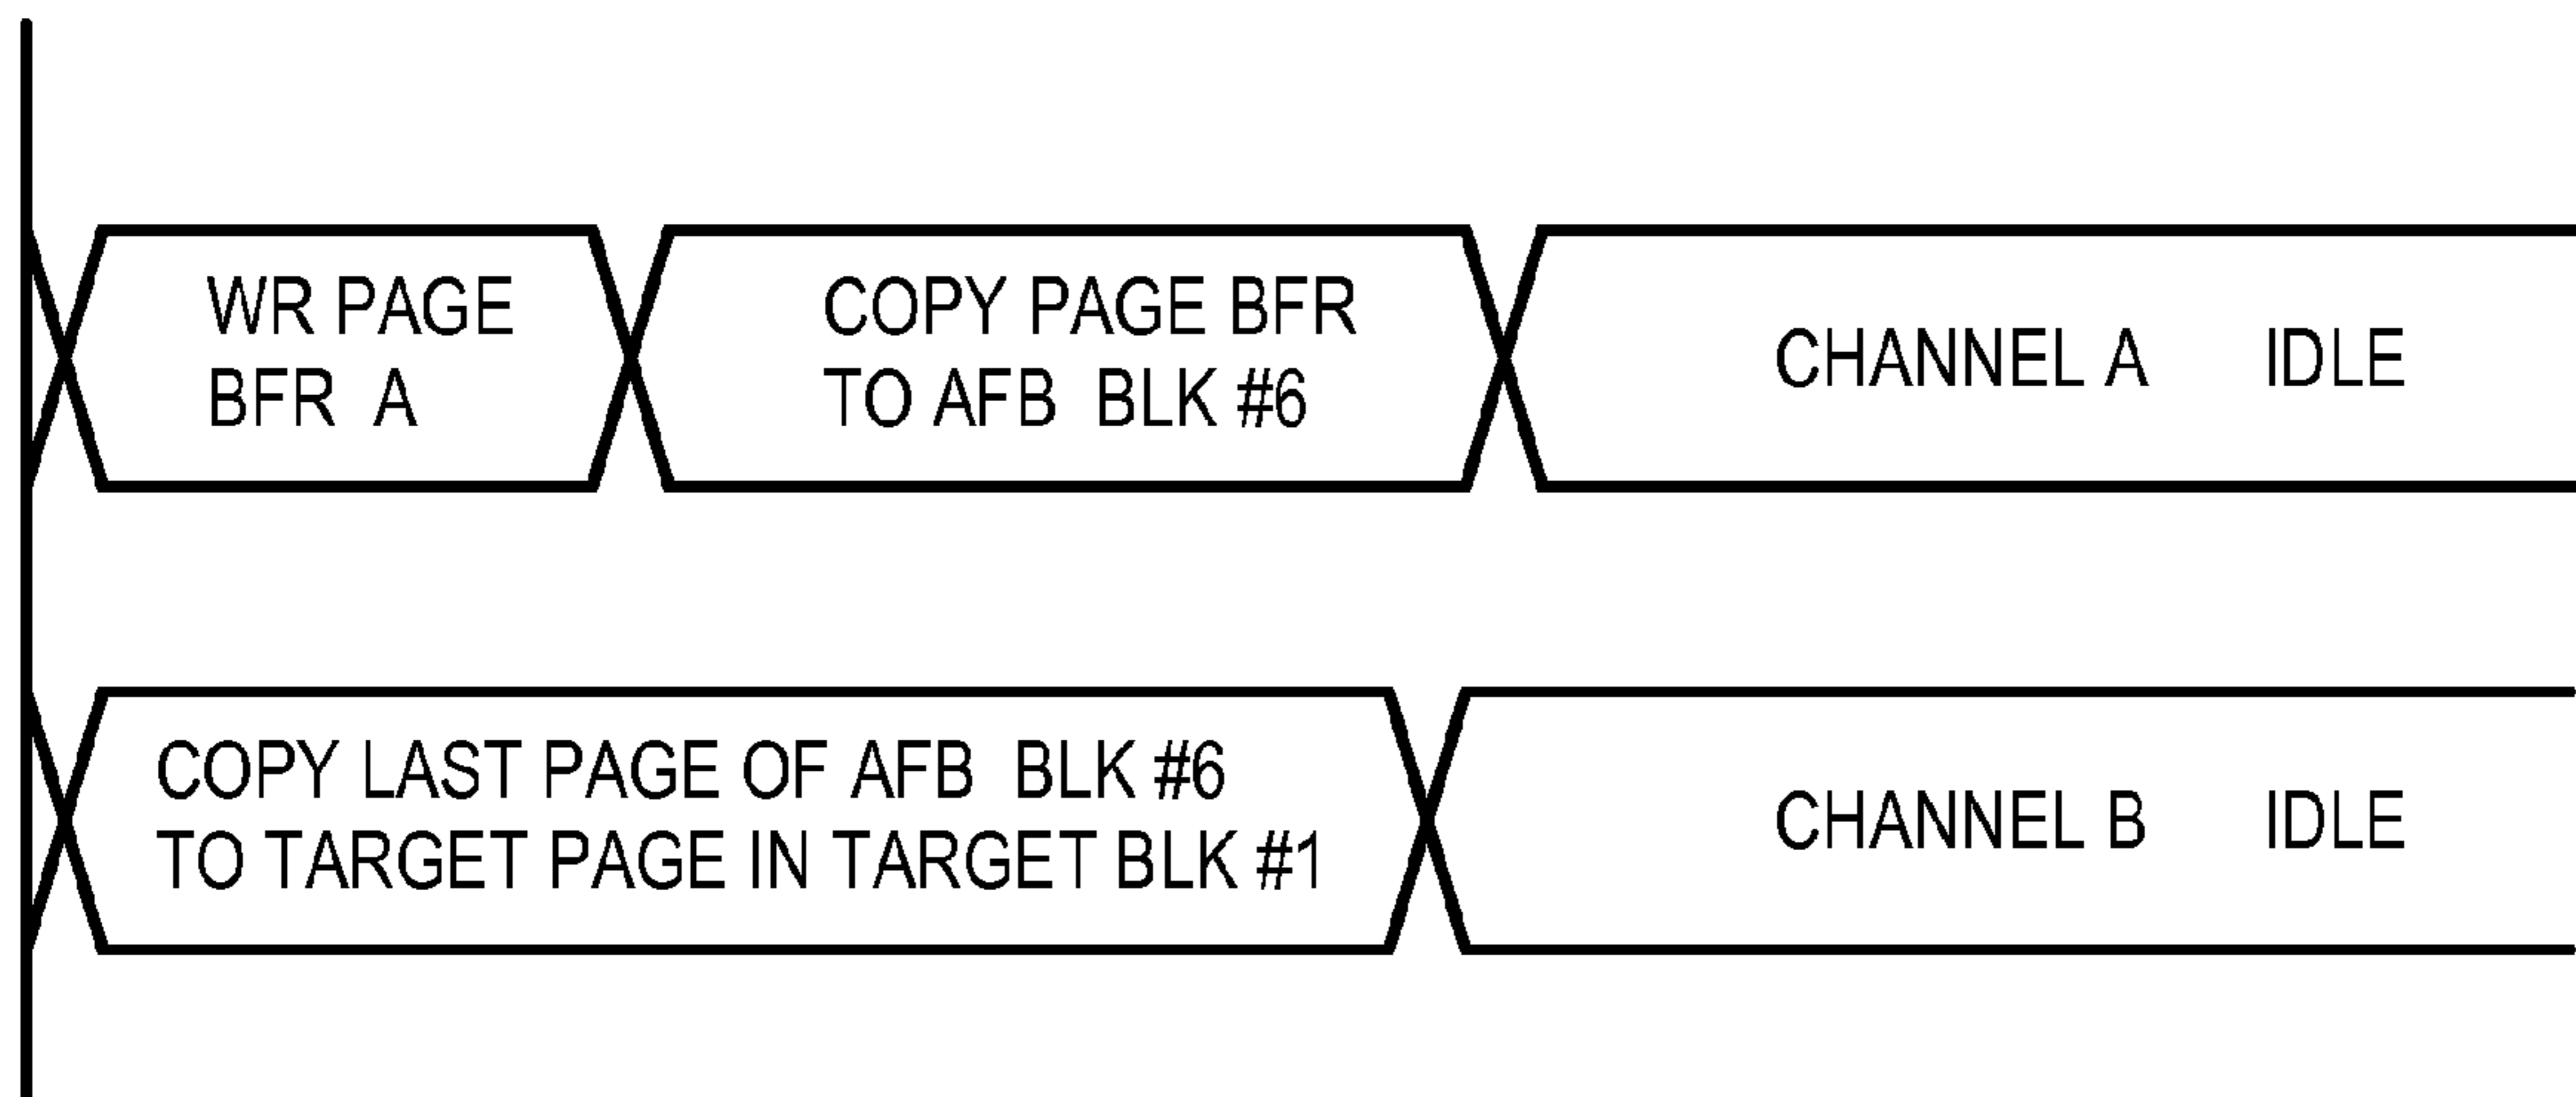 WR PAGE
BFR A
COPY PAGE BFR
TO AFB BLK #6
CHANNEL A IDLE
COPY LAST PAGE OF AFB BLK #6
TO TARGET PAGE IN TARGET BLK #1
CHANNEL B IDLE